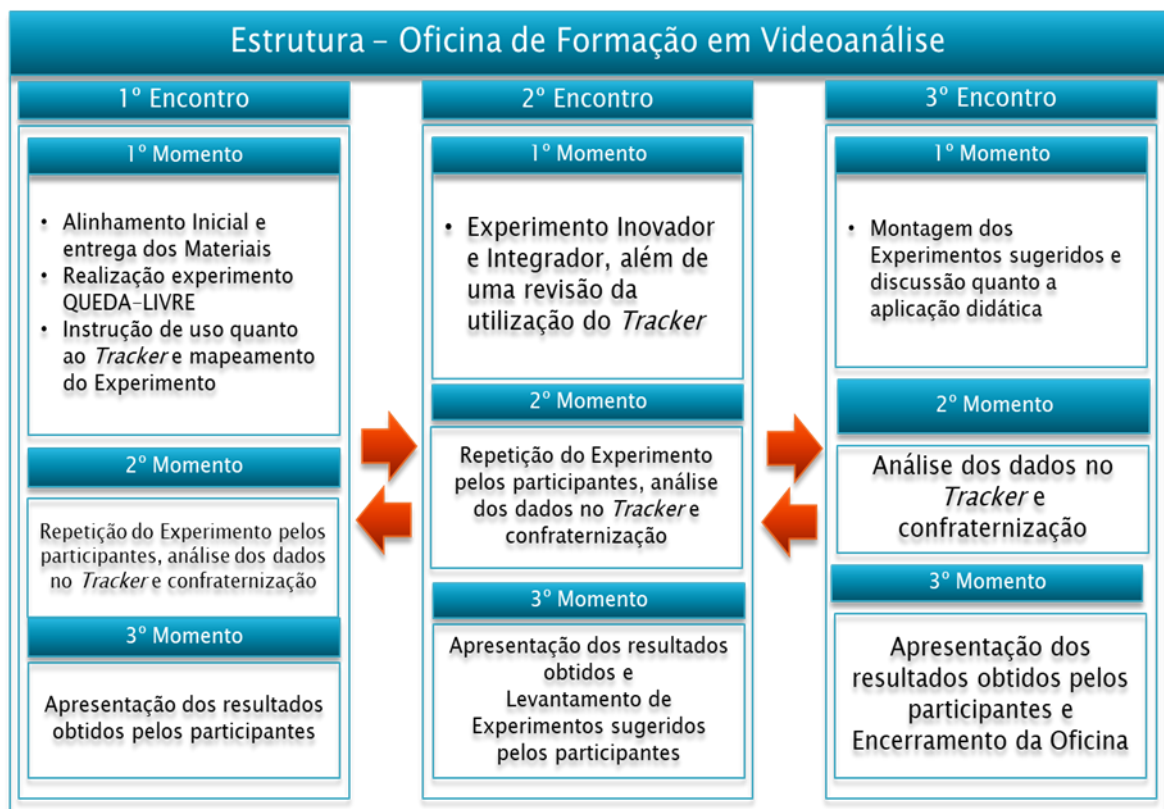 Estrutura – Oficina de Formação em Videoanálise
1º Encontro
1º Momento
• Alinhamento Inicial e
entrega dos Materiais
• Realização experimento
QUEDA-LIVRE
• Instrução de uso quanto
ao Tracker e mapeamento
do Experimento
2º Momento
Repetição do Experimento pelos
participantes, análise dos dados
no Tracker e confraternização
3º Momento
Apresentação dos resultados
obtidos pelos participantes
2º Encontro
1º Momento
• Experimento Inovador
e Integrador, além de
uma revisão da
utilização do Tracker
2º Momento
Repetição do Experimento
pelos participantes, análise
dos dados no Tracker e
confraternização
3º Momento
Apresentação dos resultados
obtidos e
Levantamento de
Experimentos sugeridos
pelos participantes
3º Encontro
1º Momento
• Montagem dos
Experimentos sugeridos e
discussão quanto a
aplicação didática
2º Momento
Análise dos dados no
Tracker e
confraternização
3º Momento
Apresentação dos
resultados obtidos pelos
participantes e
Encerramento da Oficina